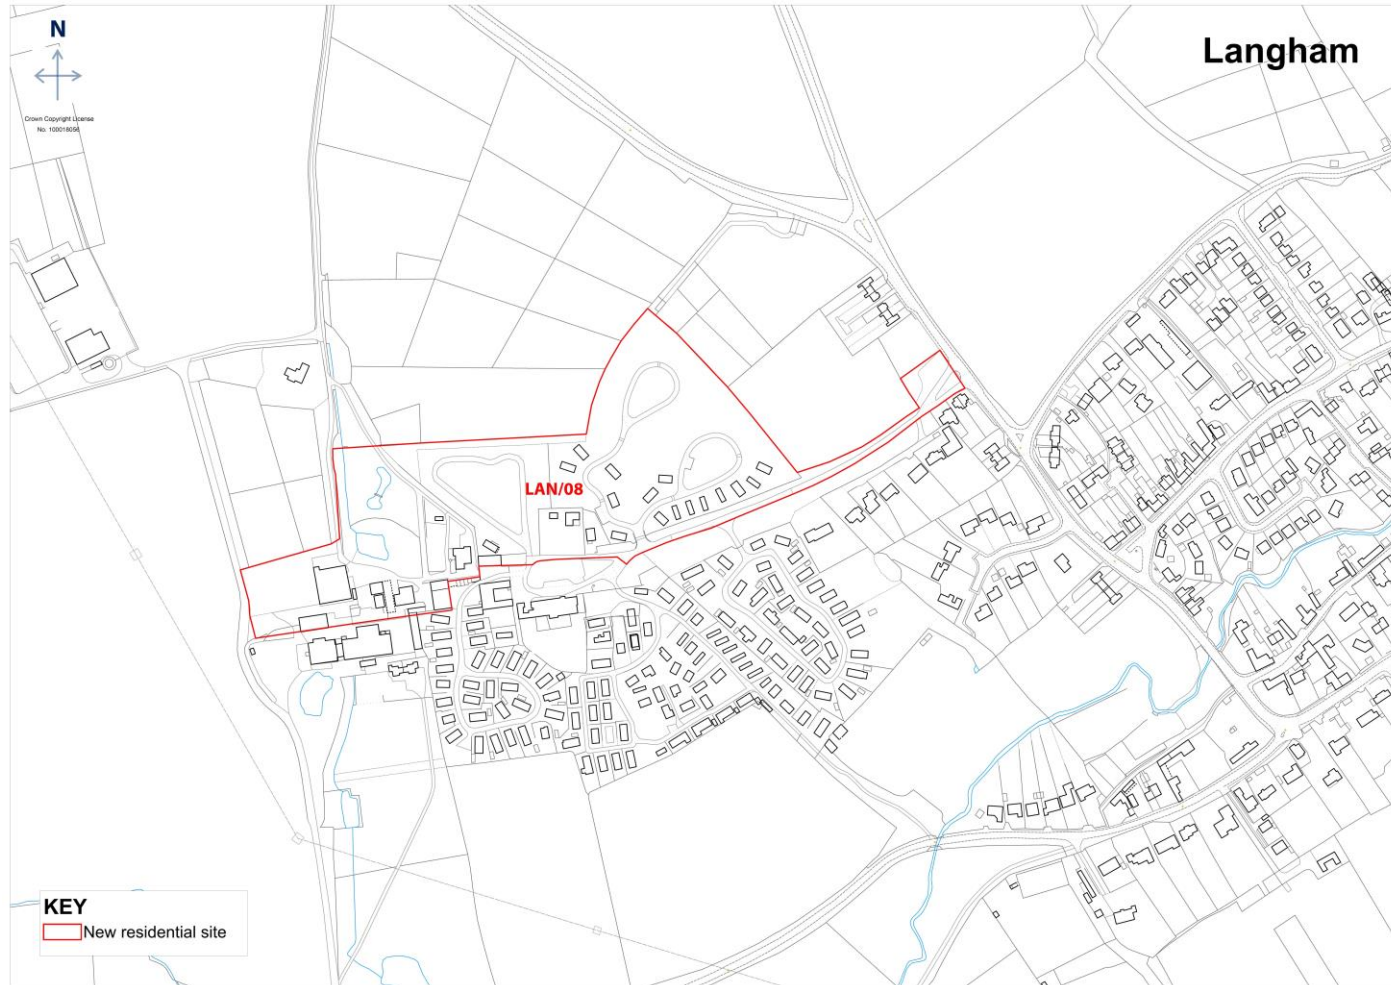 N
Langham
Crown Copyright License
No. 100018056
LAN/08
KEY
New residential site